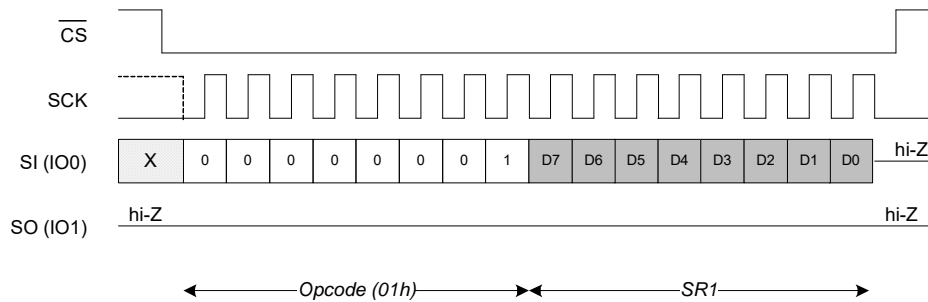 CS
SCK
SI (IO0) X 0 0 0 0 0 0 0 1 D7 D6 D5 D4 D3 D2 D1 D0 hi-Z
SO (IO1) hi-Z hi-Z
Opcode (01h) SR1